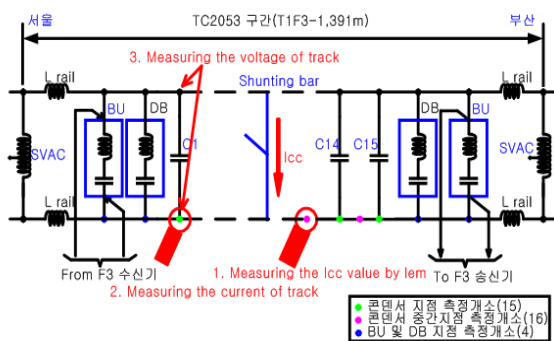 서울
TC2053 구간(T1F3-1,391m)
부산
3. Measuring the voltage of track
L rail
Shunting bar
L rail
BU
DB
DB
BU
SVAC
C1
Icc
C14
C15
SVAC
L rail
L rail
1. Measuring the Icc value by lem
From F3 수신기
To F3 송신기
2. Measuring the current of track
콘덴서 지점 측정개소(15)
콘덴서 중간지점 측정개소(16)
BU 및 DB 지점 측정개소(4)